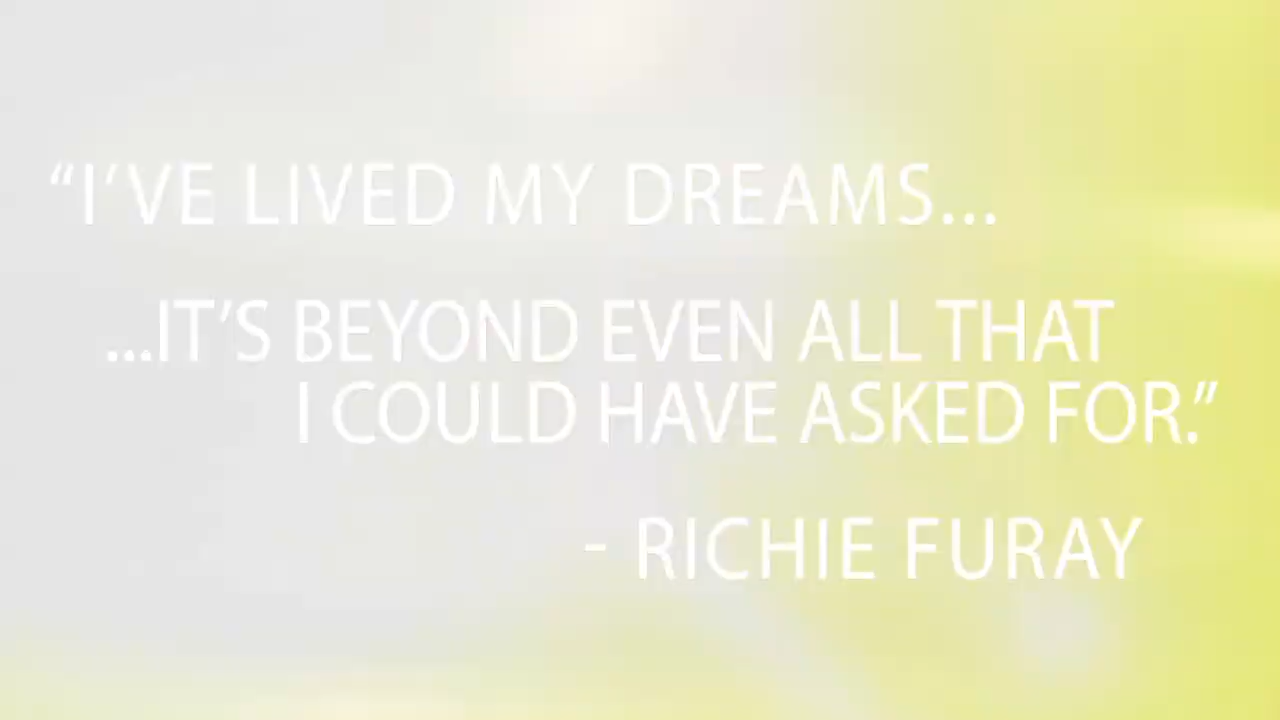 “I’VE LIVED MY DREAMS...
...IT’S BEYOND EVEN ALL THAT
I COULD HAVE ASKED FOR.”
- RICHIE FURAY